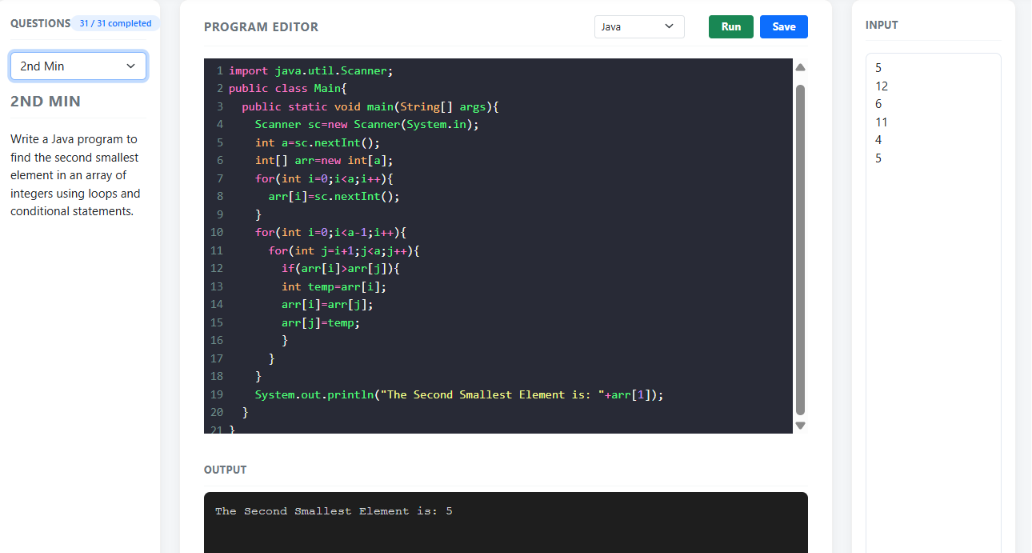 QUESTIONS 31 / 31 completed
2nd Min
2ND MIN
Write a Java program to
find the second smallest
element in an array of
integers using loops and
conditional statements.
PROGRAM EDITOR
Java
Run
Save
1 import java.util.Scanner;
2 public class Main{
3   public static void main(String[] args){
4     Scanner sc=new Scanner(System.in);
5     int a=sc.nextInt();
6     int[] arr=new int[a];
7     for(int i=0;i<a;i++){
8       arr[i]=sc.nextInt();
9     }
10     for(int i=0;i<a-1;i++){
11       for(int j=i+1;j<a;j++){
12         if(arr[i]>arr[j]){
13         int temp=arr[i];
14         arr[i]=arr[j];
15         arr[j]=temp;
16         }
17       }
18     }
19     System.out.println("The Second Smallest Element is: "+arr[1]);
20   }
21 }
OUTPUT
The Second Smallest Element is: 5
INPUT
5
12
6
11
4
5